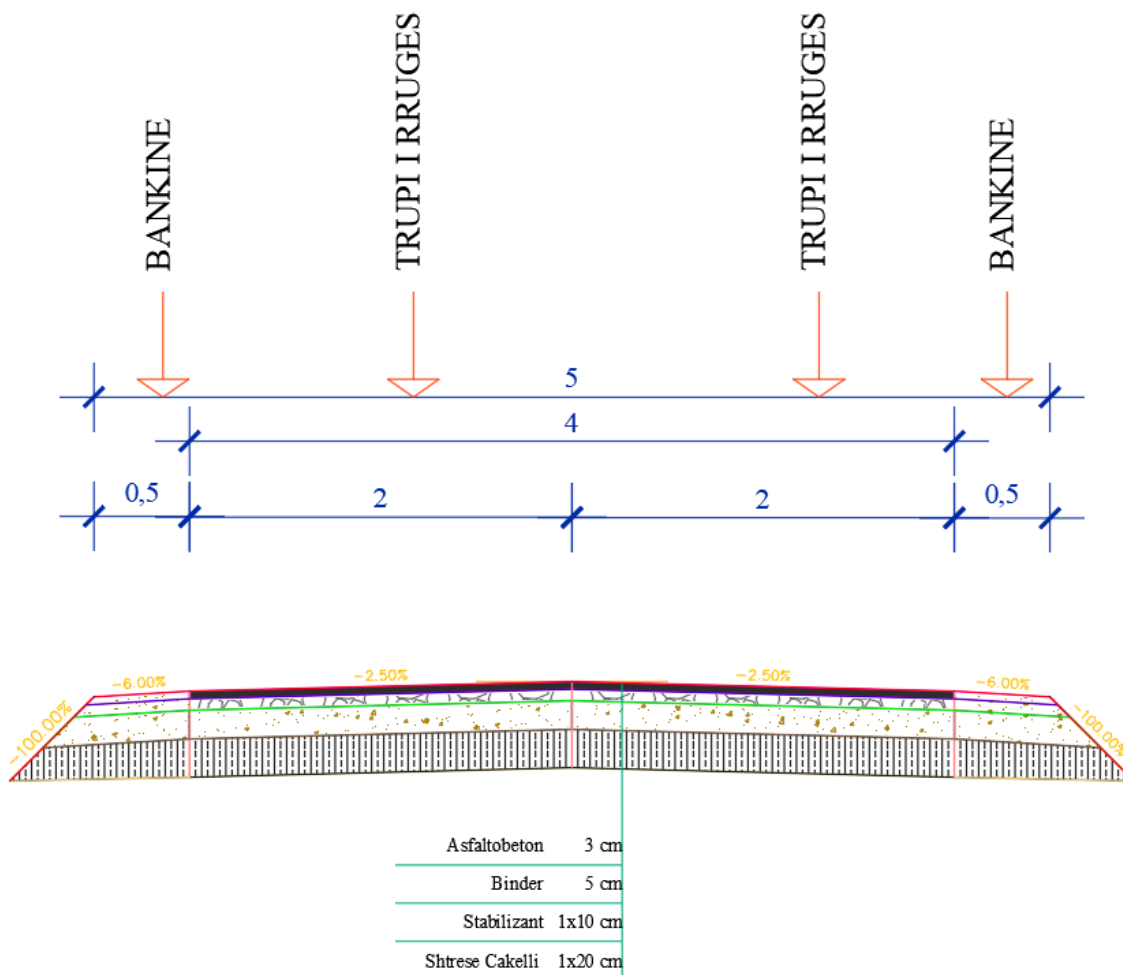 BANKINE
TRUPI I RRUGES
TRUPI I RRUGES
BANKINE
5
4
0,5
2
2
0,5
-6.00%
-2.50%
-2.50%
-6.00%
-100.00%
-100.00%
Asfaltobeton 3 cm
Binder 5 cm
Stabilizant 1x10 cm
Shtrese Cakelli 1x20 cm